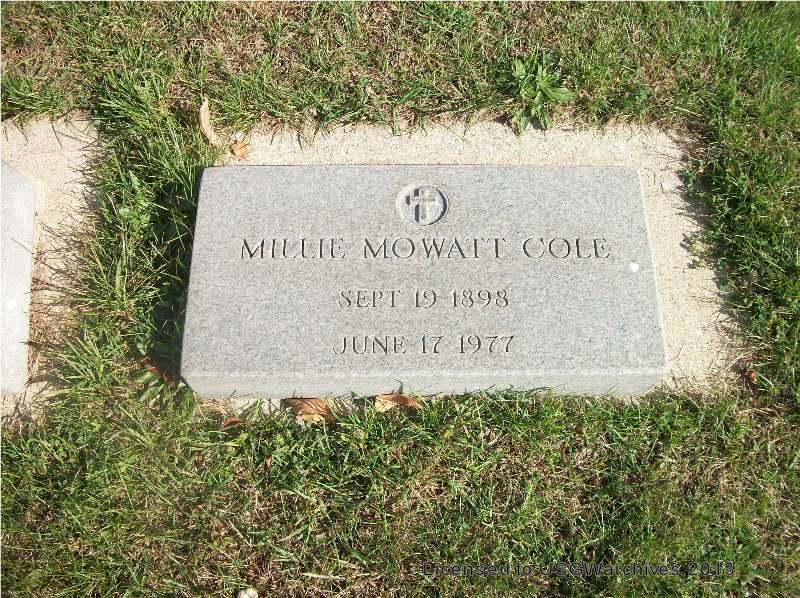 MILLIE MOWATT COLE
SEPT 19 1898
JUNE 17 1977
Licensed to USGWarchives 2013